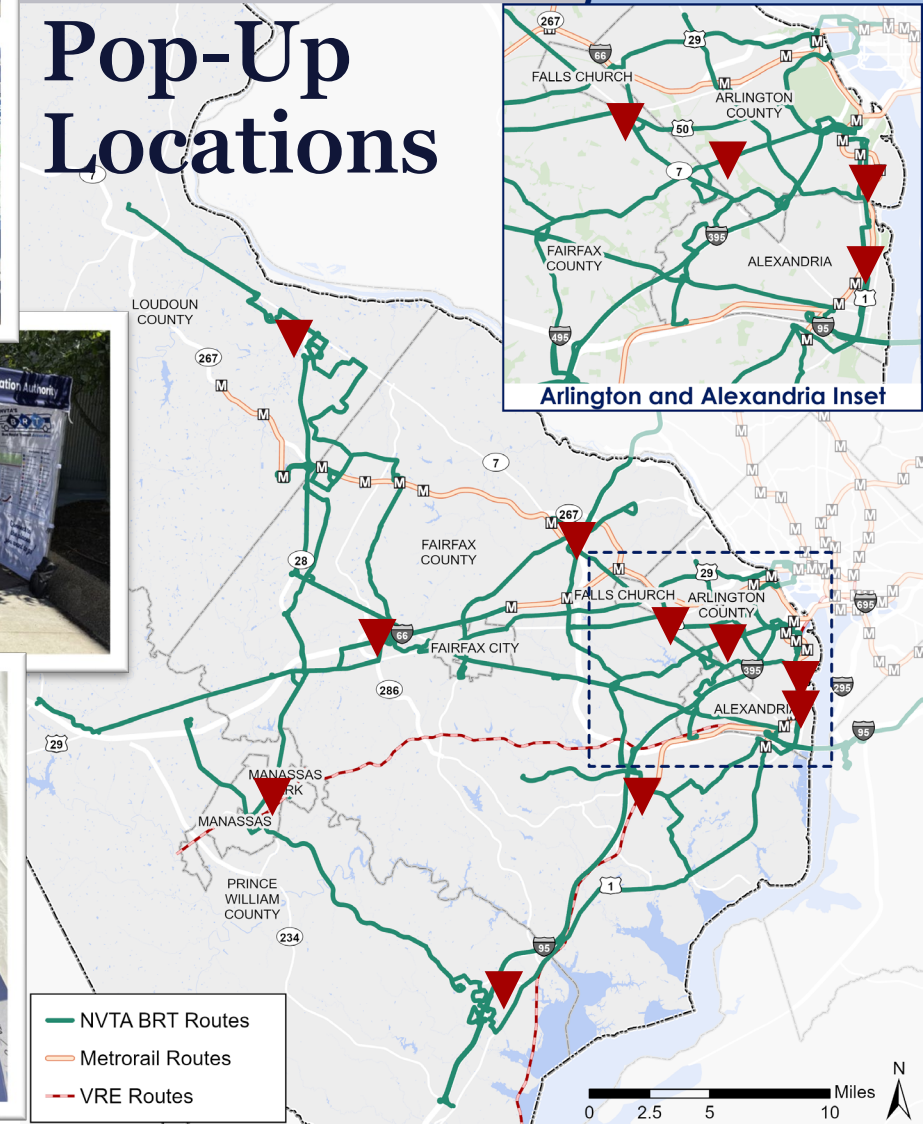 Pop-Up
Locations
267
66
29
FALLS CHURCH
ARLINGTON
COUNTY
50
7
395
FAIRFAX
COUNTY
ALEXANDRIA
1
95
495
M
M
M
M
M
M
M
M
M
M
Arlington and Alexandria Inset
LOUDOUN
COUNTY
267
M
M
M
M
M
M
M
7
267
M
28
FAIRFAX
COUNTY
M
M
M
29
FALLS CHURCH
ARLINGTON
COUNTY
M
M
695
66
FAIRFAX CITY
395
286
295
ALEXANDRIA
M
M
95
29
MANASSAS
RK
MANASSAS
PRINCE
WILLIAM
COUNTY
234
1
95
ation Authority
NVTA BRT Routes
Metrorail Routes
VRE Routes
N
Miles
0
2.5
5
10